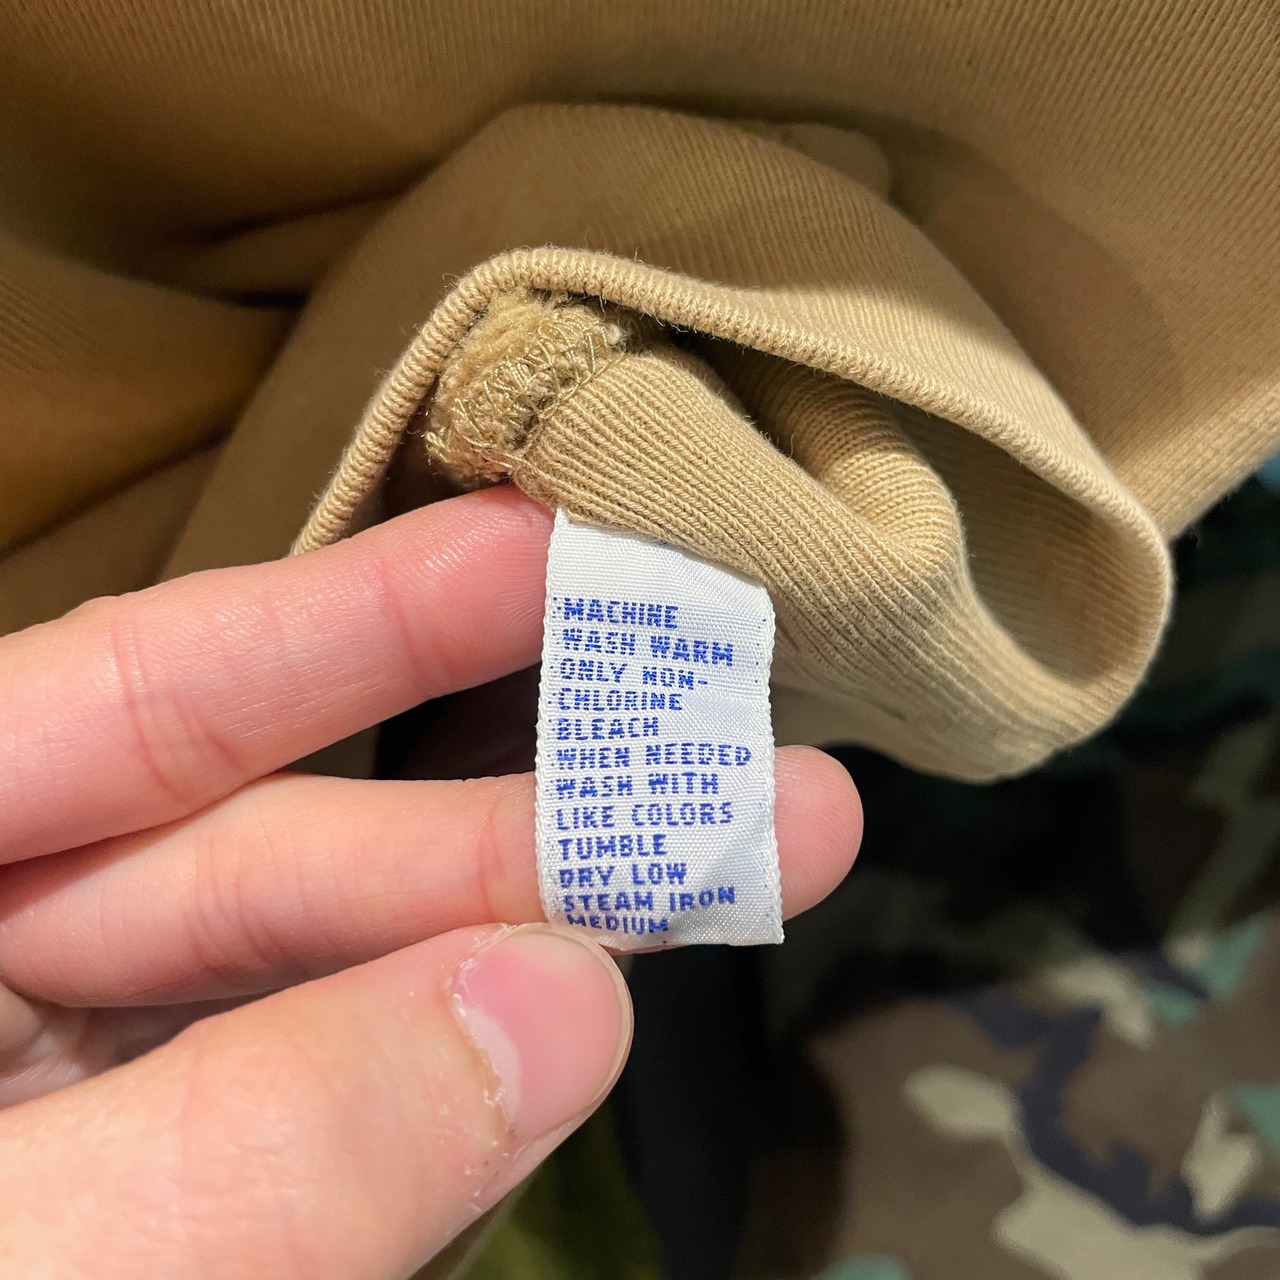 MACHINE
WASH WARM
ONLY NON-
CHLORINE
BLEACH
WHEN NEEDED
WASH WITH
LIKE COLORS
TUMBLE
DRY LOW
STEAM IRON
MEDIUM